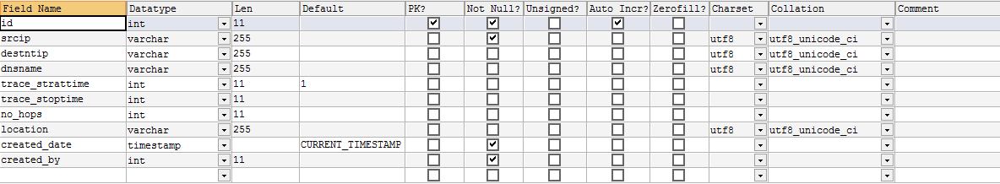 Field Name Datatype Len Default PK? Not Null? Unsigned? Auto Incr? Zerofill? Charset Collation Comment
id int 11
srcip varchar 255 utf8 utf8_unicode_ci
destntip varchar 255 utf8 utf8_unicode_ci
dnsname varchar 255 utf8 utf8_unicode_ci
trace_strattime int 11 1
trace_stoptime int 11
no_hops int 11
location varchar 255 utf8 utf8_unicode_ci
created_date timestamp CURRENT_TIMESTAMP
created_by int 11